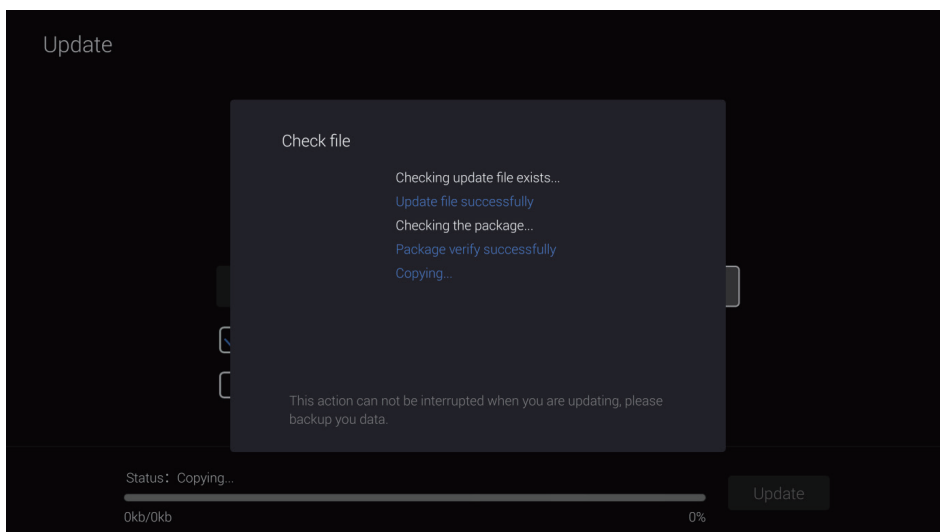 Update
Check file
Checking update file exists...
Update file successfully
Checking the package...
Package verify successfully
Copying...
This action can not be interrupted when you are updating, please
backup you data.
Status: Copying...
Update
0kb/0kb
0%